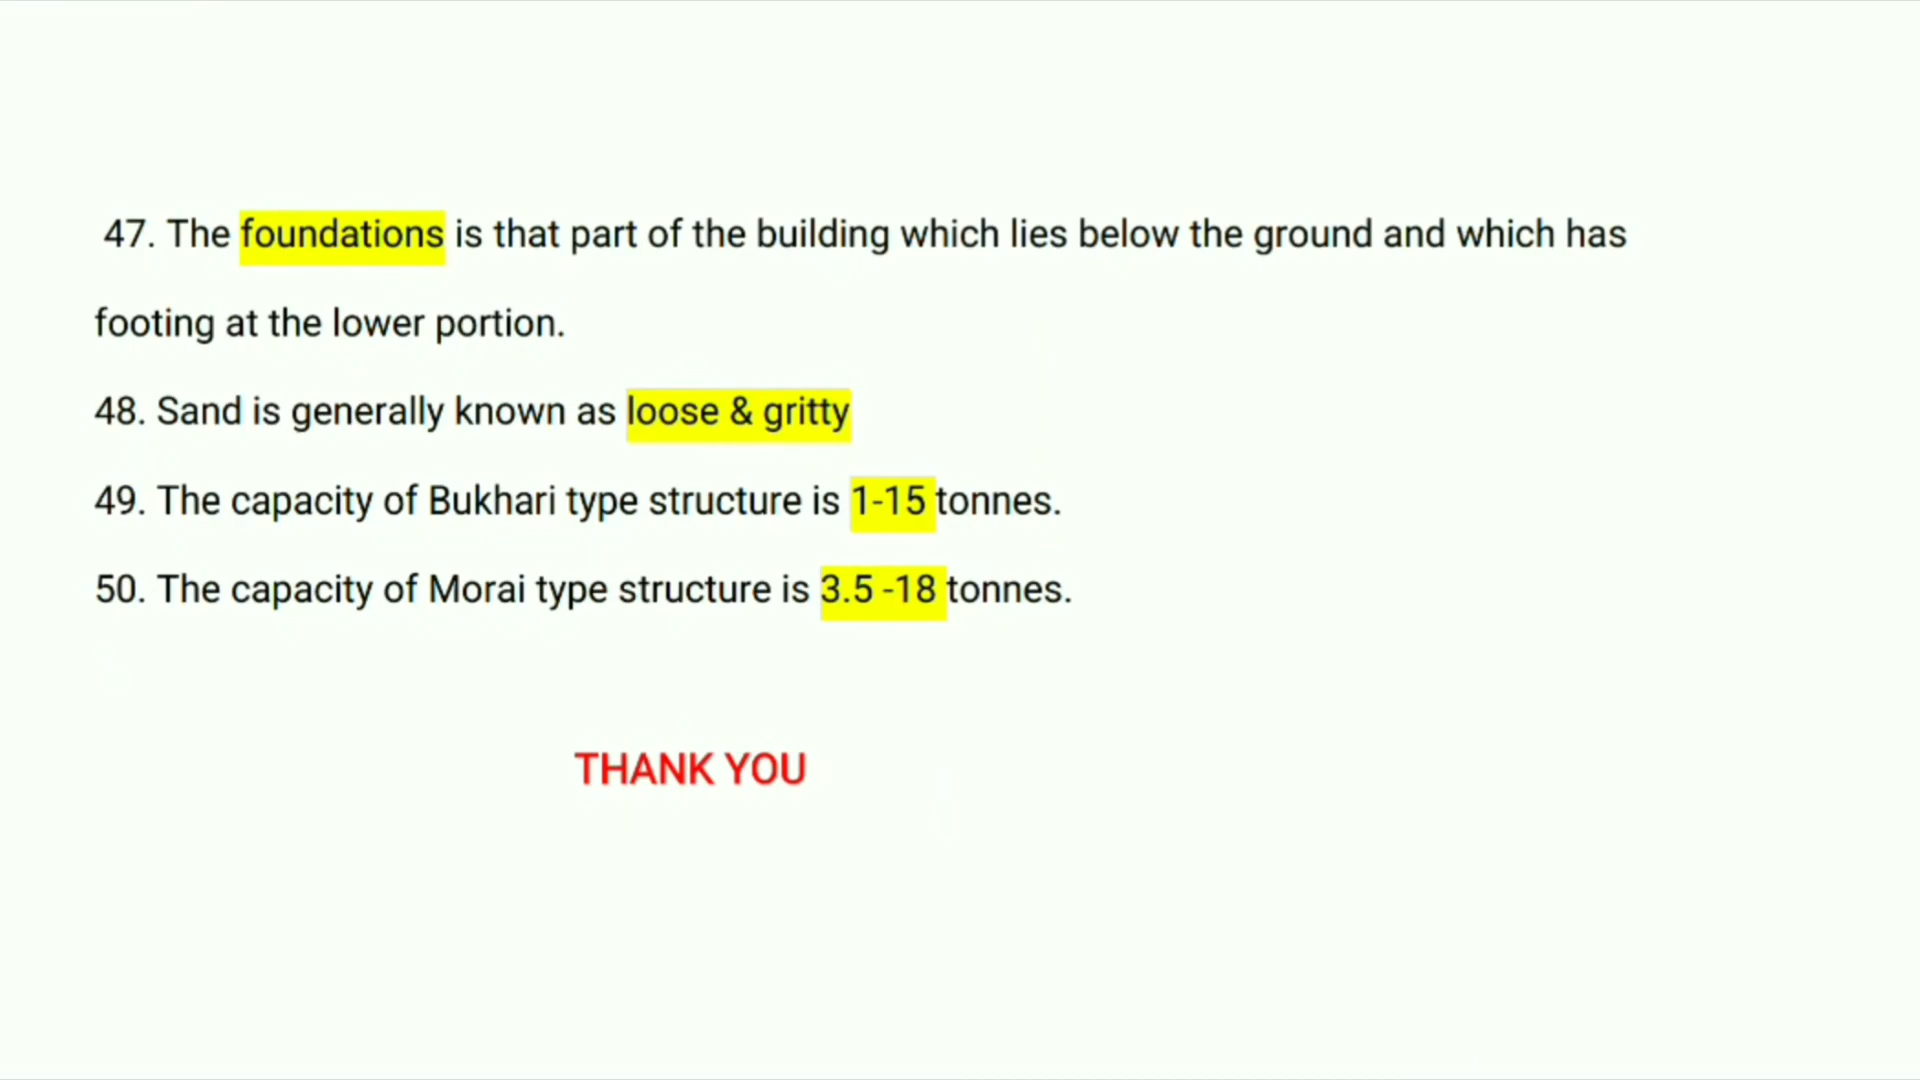 47. The foundations is that part of the building which lies below the ground and which has
footing at the lower portion.
48. Sand is generally known as loose & gritty
49. The capacity of Bukhari type structure is 1-15 tonnes.
50. The capacity of Morai type structure is 3.5 -18 tonnes.
THANK YOU